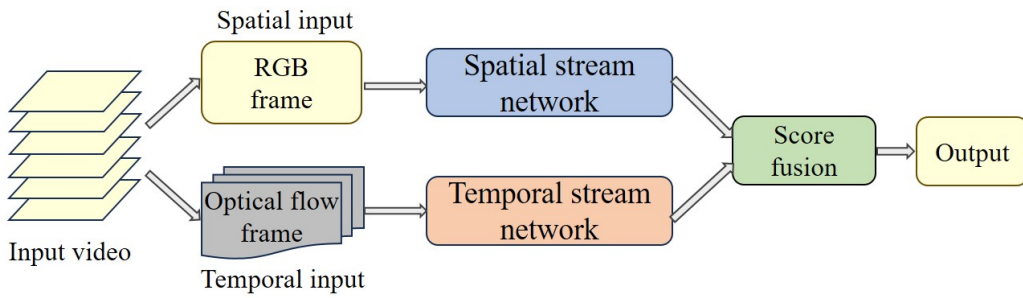 Spatial input
RGB
frame
Spatial stream
network
Score
fusion
Output
Optical flow
frame
Temporal stream
network
Input video
Temporal input